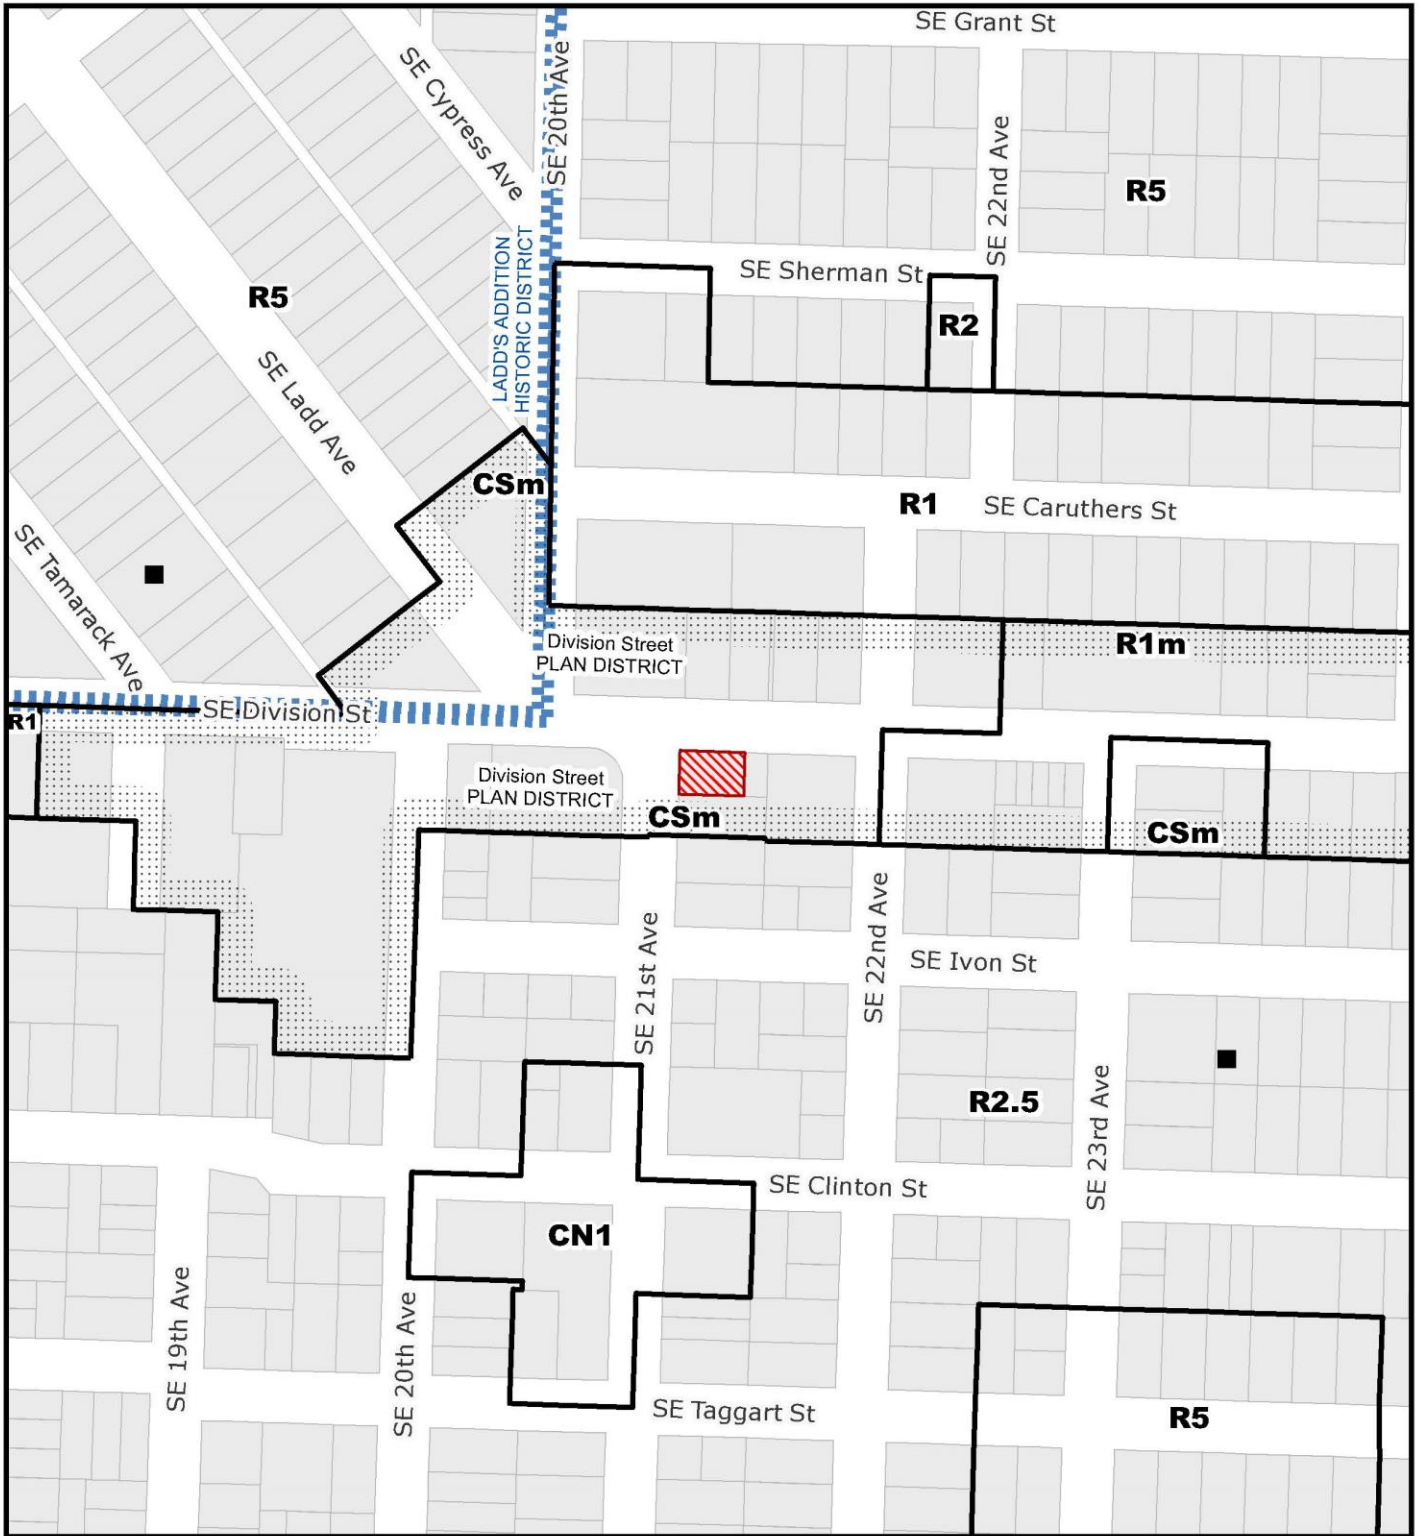 SE Grant St
SE Cypress Ave
SE 20th Ave
SE 22nd Ave
R5
SE Sherman St
LADD'S ADDITION
HISTORIC DISTRICT
R5
R2
SE Ladd Ave
CSm
R1
SE Caruthers St
SE Tamarack Ave
Division Street
PLAN DISTRICT
R1m
R1
SE Division St
Division Street
PLAN DISTRICT
CSm
CSm
SE 21st Ave
SE 22nd Ave
SE Ivon St
R2.5
SE 23rd Ave
SE Clinton St
CN1
SE 19th Ave
SE 20th Ave
SE Taggart St
R5